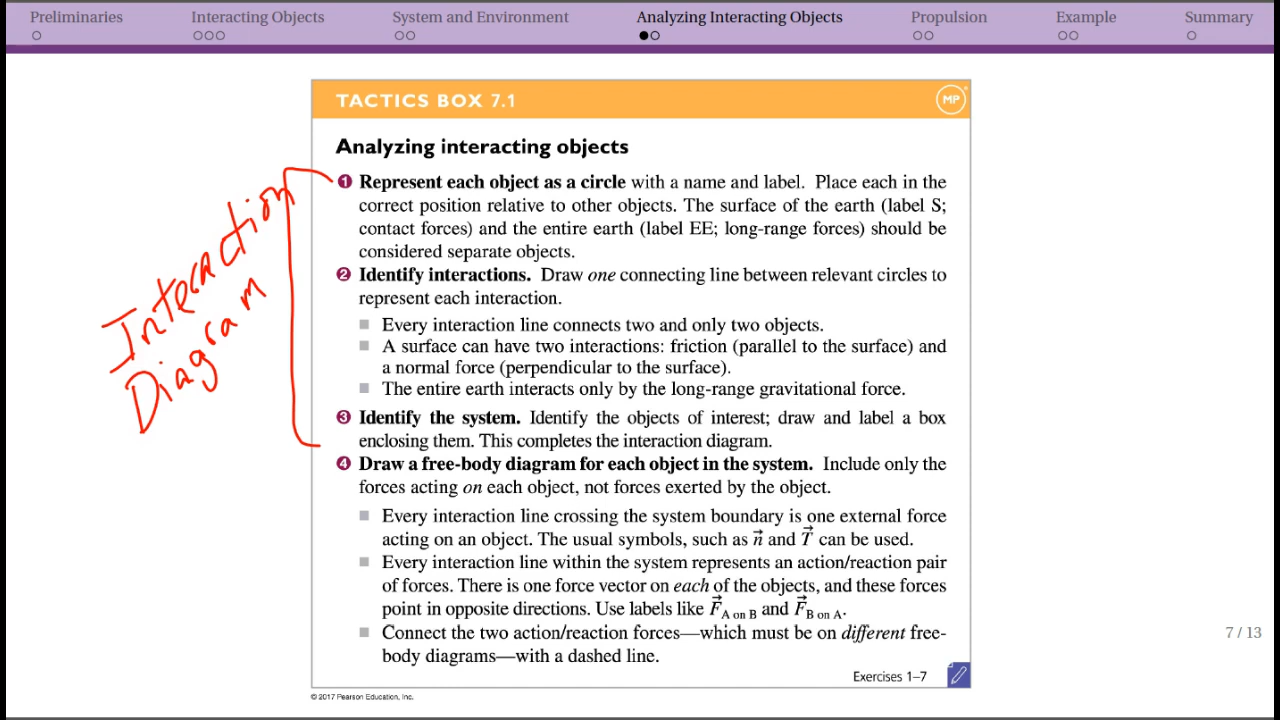 Preliminaries
Interacting Objects
System and Environment
Analyzing Interacting Objects
Propulsion
Example
Summary
TACTICS BOX 7.1
MP
Analyzing interacting objects
1 Represent each object as a circle with a name and label. Place each in the
correct position relative to other objects. The surface of the earth (label S;
contact forces) and the entire earth (label EE; long-range forces) should be
considered separate objects.
2 Identify interactions. Draw one connecting line between relevant circles to
represent each interaction.
Every interaction line connects two and only two objects.
A surface can have two interactions: friction (parallel to the surface) and
a normal force (perpendicular to the surface).
The entire earth interacts only by the long-range gravitational force.
3 Identify the system. Identify the objects of interest; draw and label a box
enclosing them. This completes the interaction diagram.
4 Draw a free-body diagram for each object in the system. Include only the
forces acting on each object, not forces exerted by the object.
Every interaction line crossing the system boundary is one external force
acting on an object. The usual symbols, such as n⃗ and T⃗ can be used.
Every interaction line within the system represents an action/reaction pair
of forces. There is one force vector on each of the objects, and these forces
point in opposite directions. Use labels like F⃗ A on B and F⃗ B on A.
Connect the two action/reaction forces—which must be on different free-
body diagrams—with a dashed line.
Exercises 1–7
© 2017 Pearson Education, Inc.
Interaction
Diagram
7 / 13